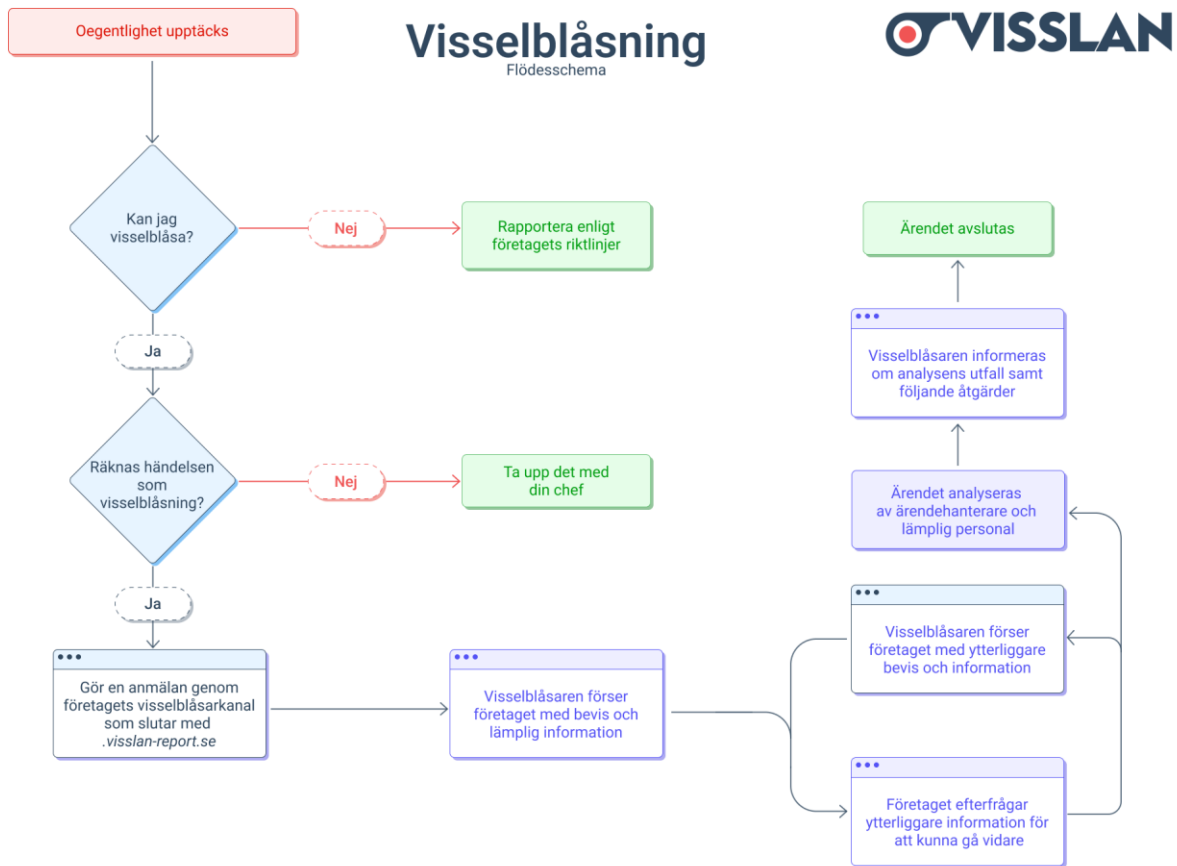 Oegentlighet upptäcks
Visselblåsning
Flödesschema
VISSLAN
Kan jag
visselblåsa?
Nej
Rapportera enligt
företagets riktlinjer
Ärendet avslutas
Ja
Visselblåsaren informeras
om analysens utfall samt
följande åtgärder
Räknas händelsen
som
visselblåsning?
Nej
Ta upp det med
din chef
Ärendet analyseras
av ärendehanterare och
lämplig personal
Ja
Visselblåsaren förser
företaget med ytterliggare
bevis och information
Gör en anmälan genom
företagets visselblåsarkanal
som slutar med
.visslan-report.se
Visselblåsaren förser
företaget med bevis och
lämplig information
Företaget efterfrågar
ytterliggare information för
att kunna gå vidare